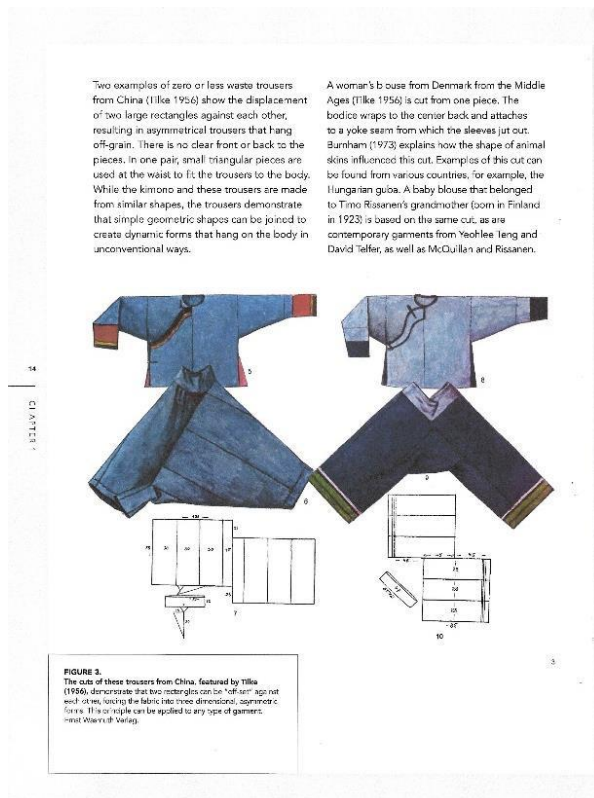 Two examples of zero or less waste trousers
from China (Tilke 1956) show the displacement
of two large rectangles against each other,
resulting in asymmetrical trousers that hang
off-grain. There is no clear front or back to the
pieces. In one pair, small triangular pieces are
used at the waist to fit the trousers to the body.
While the kimono and these trousers are made
from similar shapes, the trousers demonstrate
that simple geometric shapes can be joined to
create dynamic forms that hang on the body in
unconventional ways.
A woman's b ouse from Denmark from the Middle
Ages (Tilke 1956) is cut from one piece. The
bodice wraps to the center back and attaches
to a yoke seam from which the sleeves jut out.
Burnham (1973) explains how the shape of animal
skins influenced this cut. Examples of this cut can
be found from various countries, for example, the
Hungarian guba. A baby blouse that belonged
to Timo Rissanen's grandmother (born in Finland
in 1923) is based on the same cut, as are
contemporary garments from Yeohlee Teng and
David Telfer, as well as McQuillan and Rissanen.
14
CHAPTER 1
5
8
6
9
7
10
3
FIGURE 3.
The cuts of these trousers from China, featured by Tilke
(1956), demonstrate that two rectangles can be "off-set" against
each other, forcing the fabric into three-dimensional, asymmetric
forms. This principle can be applied to any type of garment.
Ernst Wasmuth Verlag.